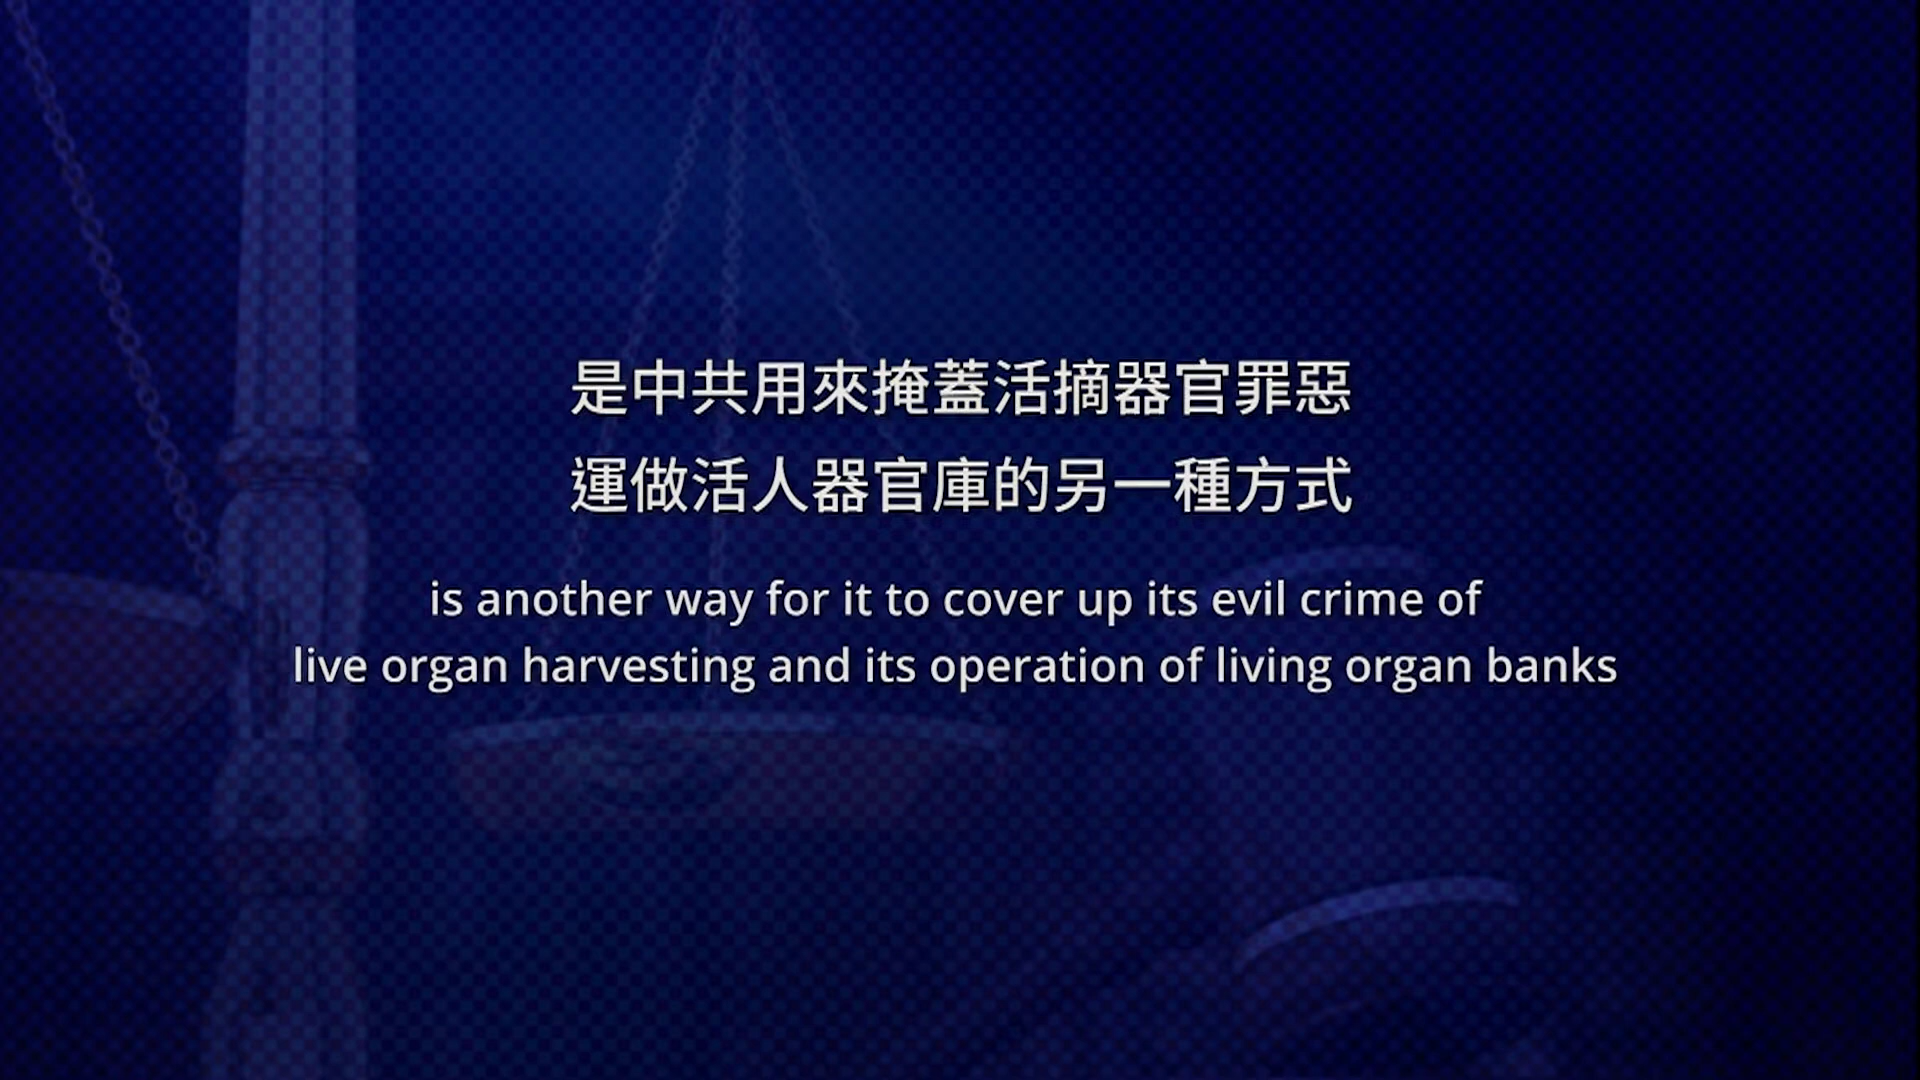 是中共用來掩蓋活摘器官罪惡
運做活人器官庫的另一種方式
is another way for it to cover up its evil crime of
live organ harvesting and its operation of living organ banks